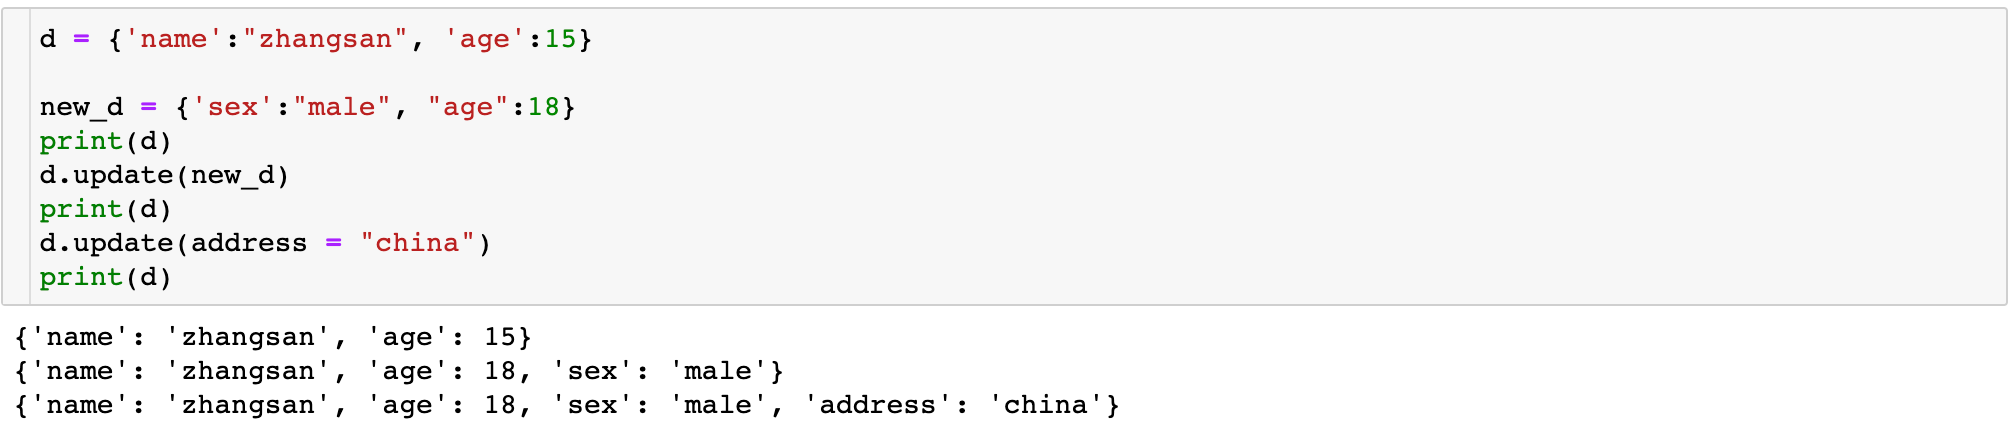 d = {'name':"zhangsan", 'age':15}
new_d = {'sex':"male", "age":18}
print(d)
d.update(new_d)
print(d)
d.update(address = "china")
print(d)
{'name': 'zhangsan', 'age': 15}
{'name': 'zhangsan', 'age': 18, 'sex': 'male'}
{'name': 'zhangsan', 'age': 18, 'sex': 'male', 'address': 'china'}